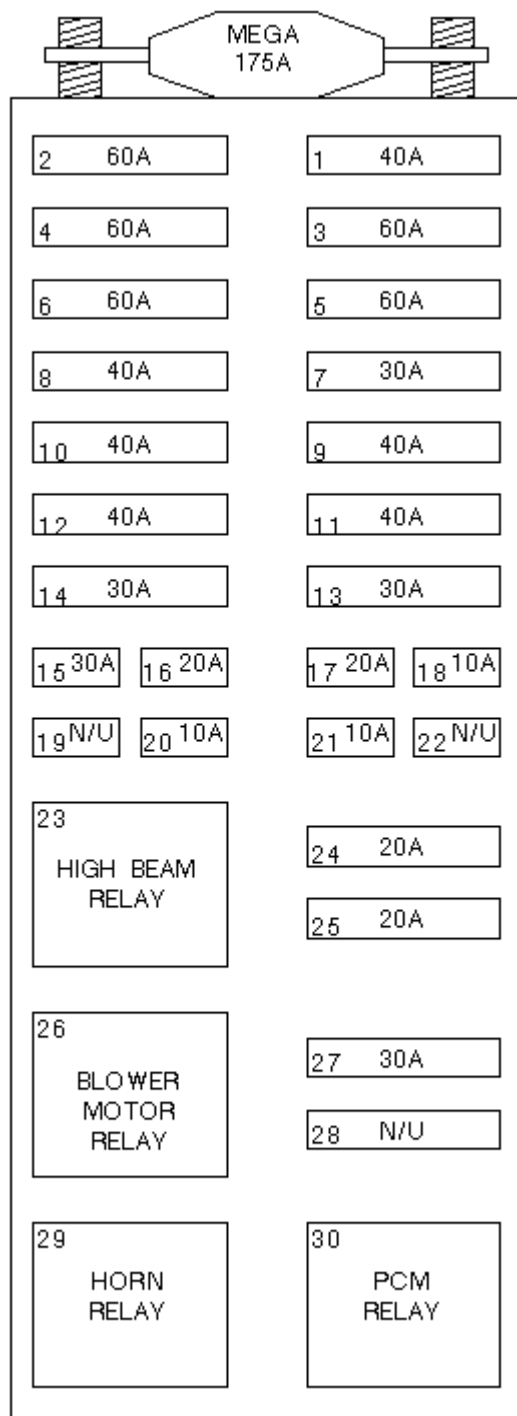 MEGA
175A
2 60A 1 40A
4 60A 3 60A
6 60A 5 60A
8 40A 7 30A
10 40A 9 40A
12 40A 11 40A
14 30A 13 30A
15 30A 16 20A 17 20A 18 10A
19 N/U 20 10A 21 10A 22 N/U
23
HIGH BEAM
RELAY
24 20A
25 20A
26
BLOWER
MOTOR
RELAY
27 30A
28 N/U
29
HORN
RELAY
30
PCM
RELAY